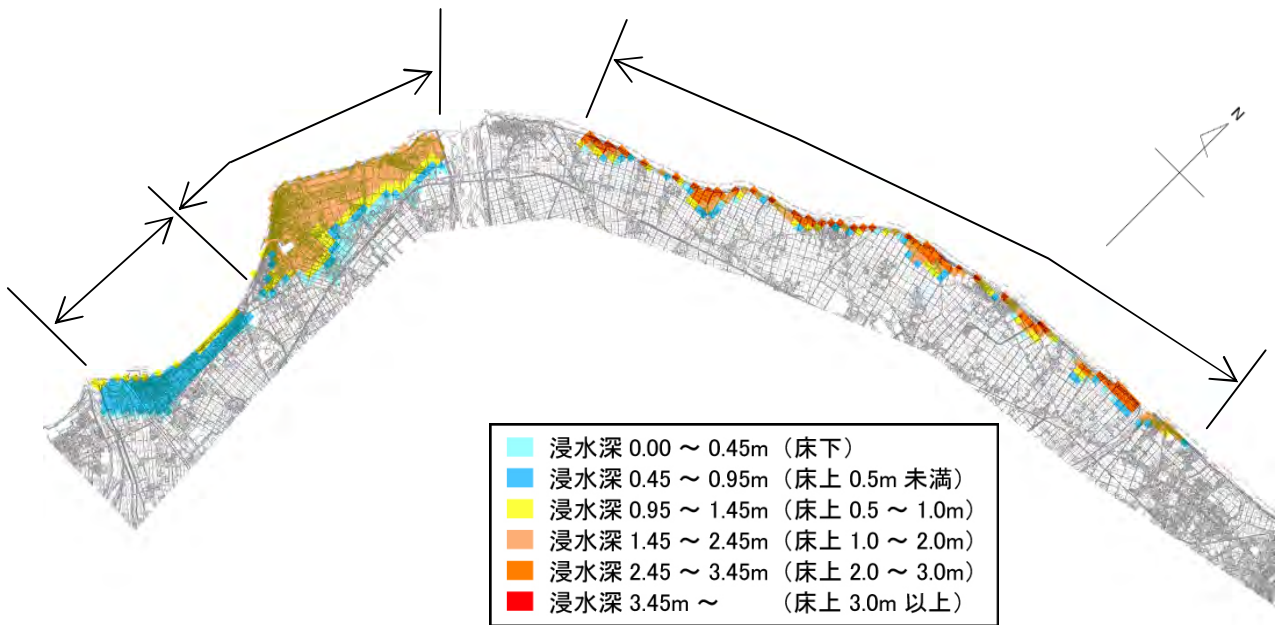 N
浸水深 0.00 ～ 0.45m（床下）
浸水深 0.45 ～ 0.95m（床上 0.5m 未満）
浸水深 0.95 ～ 1.45m（床上 0.5 ～ 1.0m）
浸水深 1.45 ～ 2.45m（床上 1.0 ～ 2.0m）
浸水深 2.45 ～ 3.45m（床上 2.0 ～ 3.0m）
浸水深 3.45m ～ （床上 3.0m 以上）